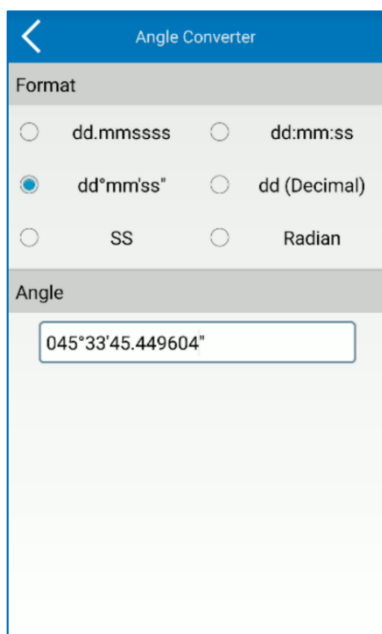 Angle Converter
Format
dd.mmssss dd:mm:ss
dd°mm'ss" dd (Decimal)
SS Radian
Angle
045°33'45.449604"